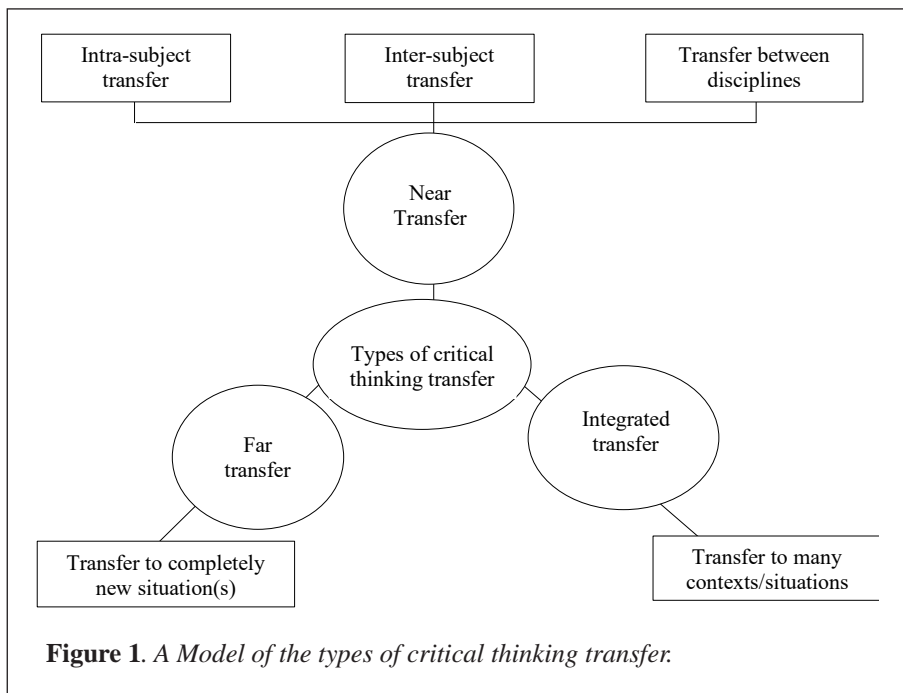 Intra-subject
transfer
Inter-subject
transfer
Transfer between
disciplines
Near
Transfer
Types of critical
thinking transfer
Far
transfer
Integrated
transfer
Transfer to completely
new situation(s)
Transfer to many
contexts/situations
Figure 1. A Model of the types of critical thinking transfer.